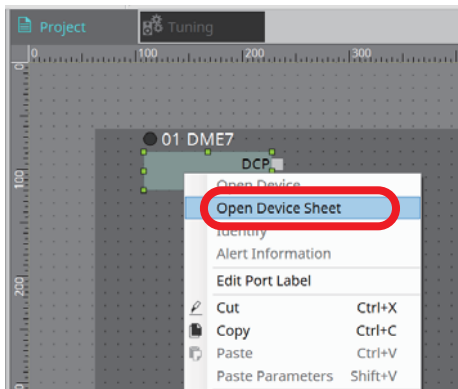 Project
Tuning
0 100 200 300
0
01 DME7
DCP
Open Device
100
Open Device Sheet
Identify
Alert Information
Edit Port Label
200
Cut Ctrl+X
Copy Ctrl+C
Paste Ctrl+V
Paste Parameters Shift+V